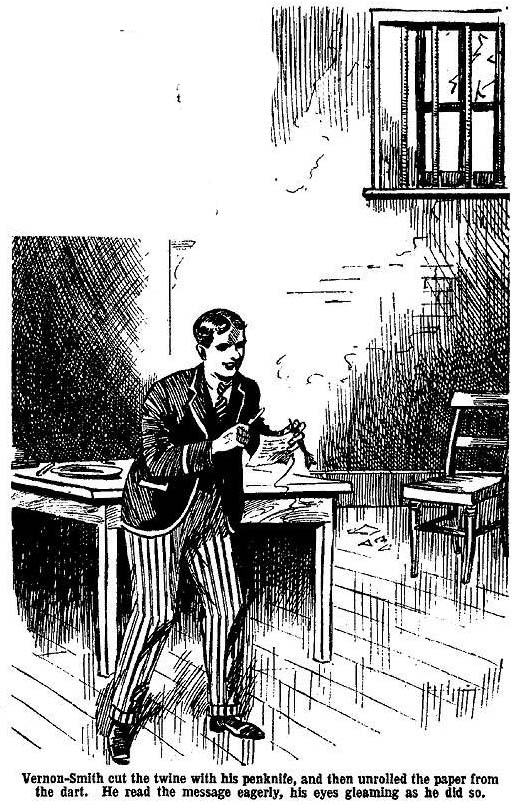 Vernon-Smith cut the twine with his penknife, and then unrolled the paper from
the dart. He read the message eagerly, his eyes gleaming as he did so.